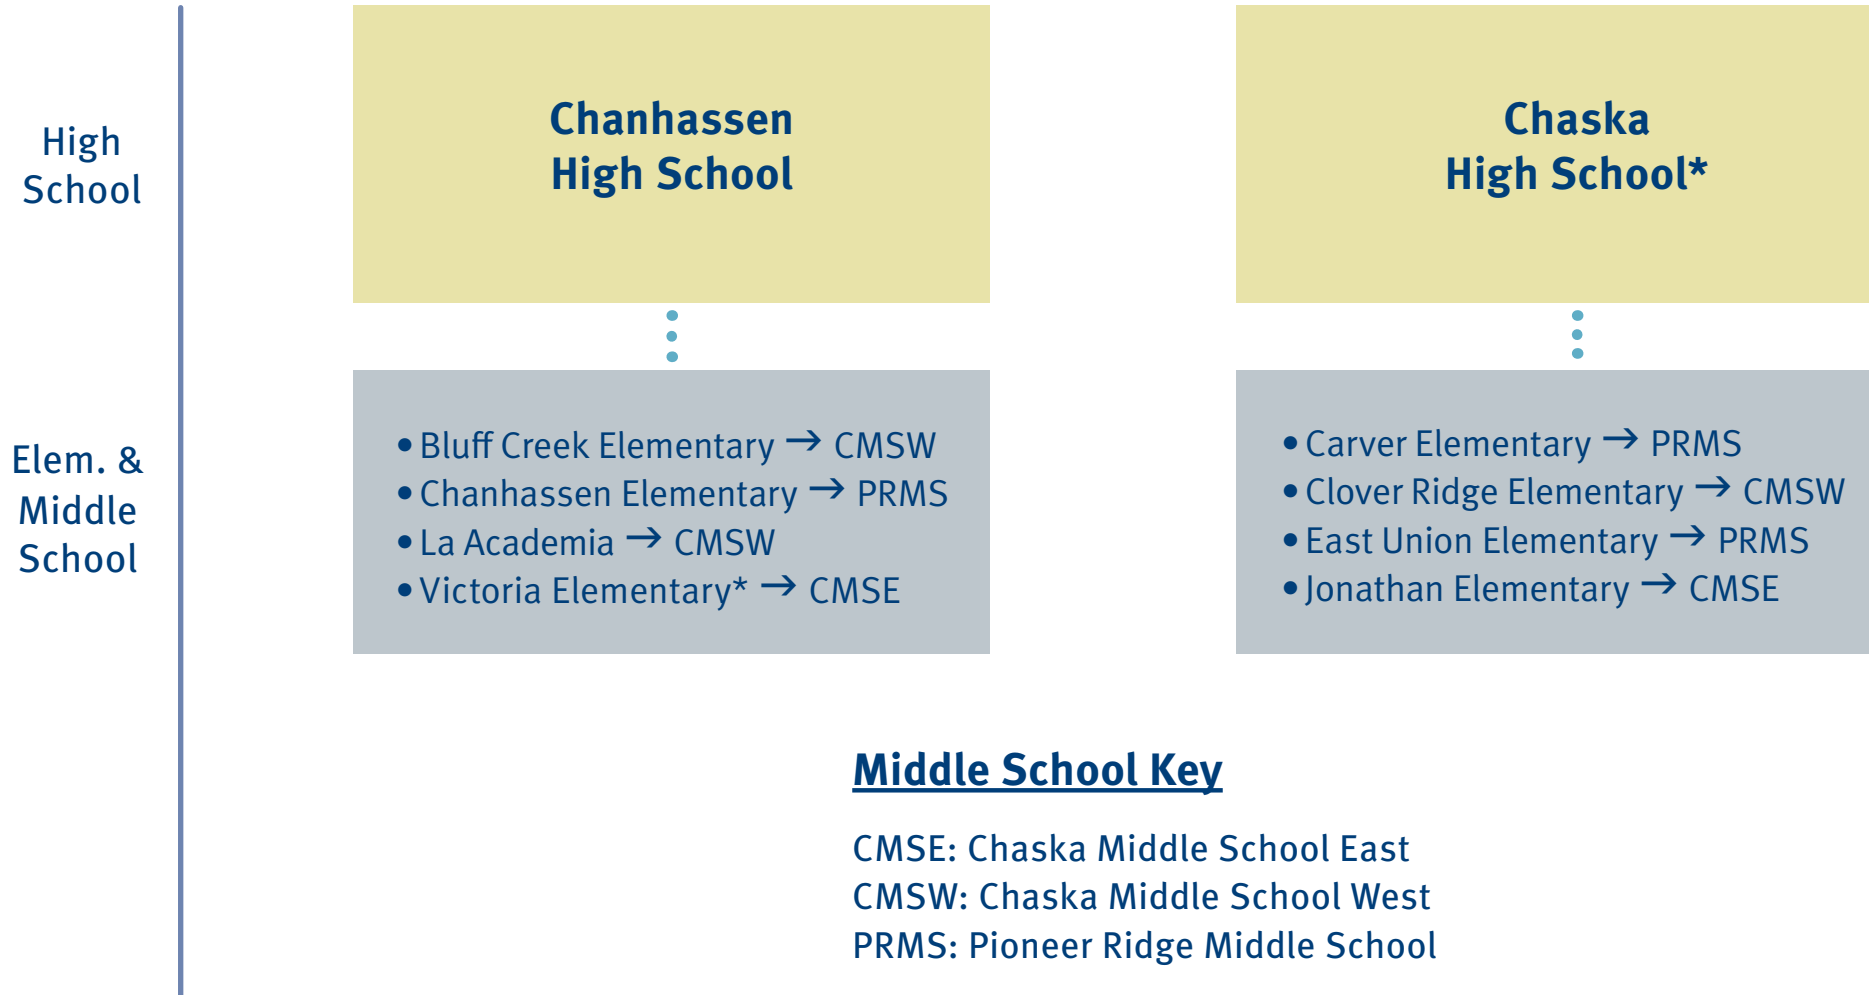 High
School
Chanhassen
High School
Chaska
High School*
Elem. &
Middle
School
• Bluff Creek Elementary → CMSW
• Chanhassen Elementary → PRMS
• La Academia → CMSW
• Victoria Elementary* → CMSE
• Carver Elementary → PRMS
• Clover Ridge Elementary → CMSW
• East Union Elementary → PRMS
• Jonathan Elementary → CMSE
Middle School Key
CMSE: Chaska Middle School East
CMSW: Chaska Middle School West
PRMS: Pioneer Ridge Middle School